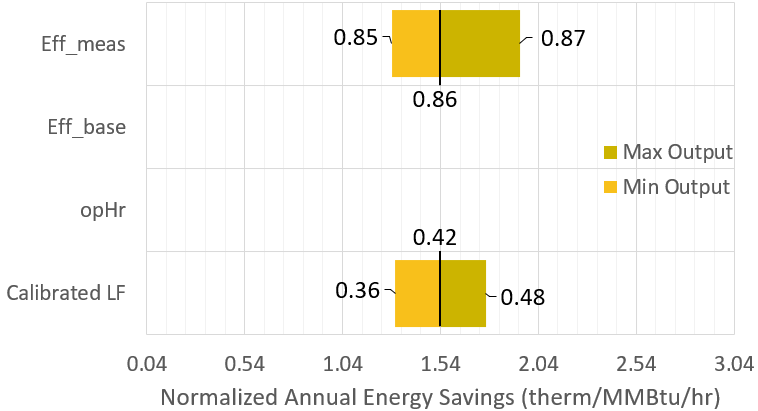 Eff_meas
0.85
0.87
0.86
Eff_base
Max Output
Min Output
opHr
0.42
Calibrated LF
0.36
0.48
0.04 0.54 1.04 1.54 2.04 2.54 3.04
Normalized Annual Energy Savings (therm/MMBtu/hr)